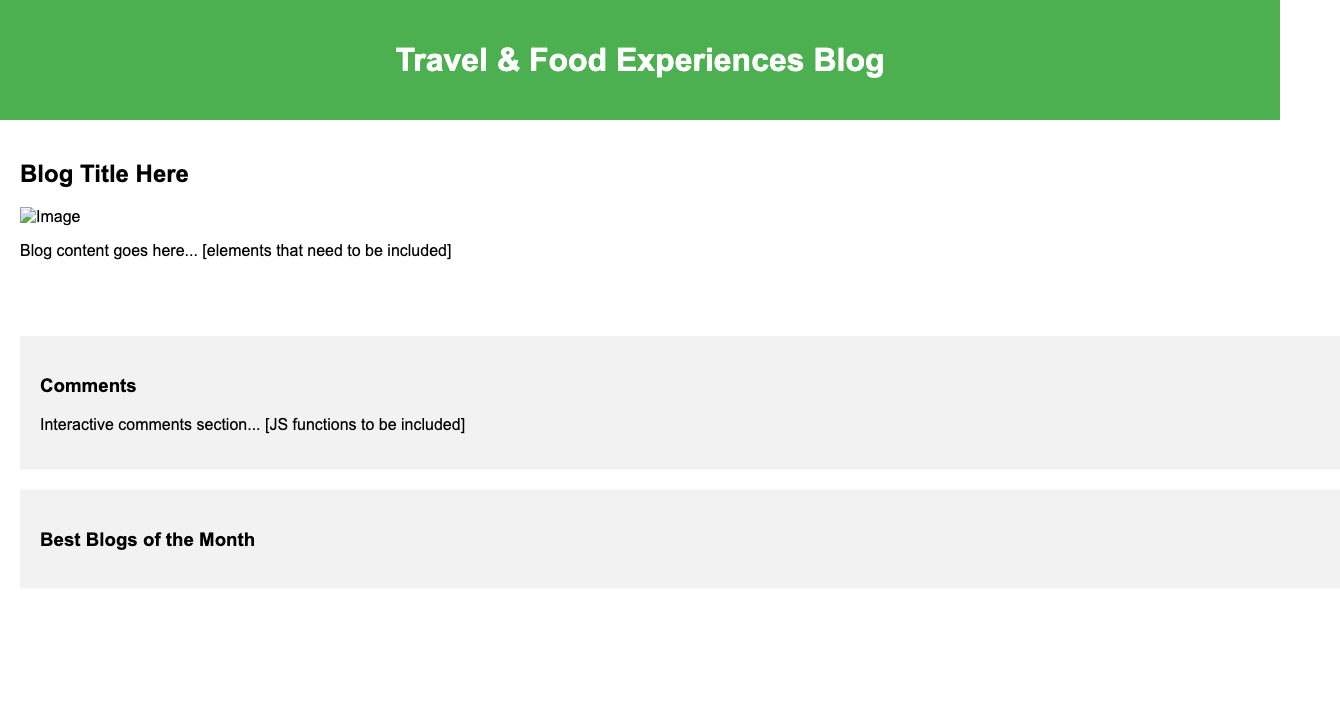 Travel & Food Experiences Blog
Blog Title Here
Image
Blog content goes here... [elements that need to be included]
Comments
Interactive comments section... [JS functions to be included]
Best Blogs of the Month